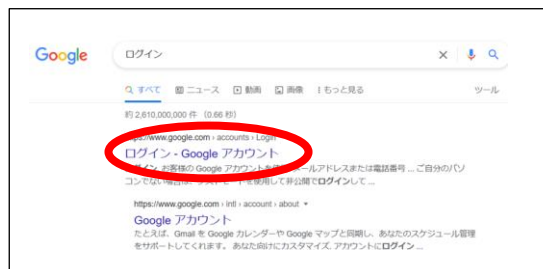 Google
ログイン
すべて ニュース 動画 画像 もっと見る ツール
約 2,610,000,000 件 (0.66 秒)
www.google.com › accounts › Login
ログイン - Google アカウント
お客様の Google アカウント メールアドレスまたは電話番号 ... ご自分のパソ
コンでない場合は、ゲストモードを使用して非公開でログインして ...
https://www.google.com › intl › account › about
Google アカウント
たとえば、Gmail を Google カレンダーや Google マップと同期し、あなたのスケジュール管理
をサポートしてくれます。 あなた向けにカスタマイズ. アカウントにログイン ...